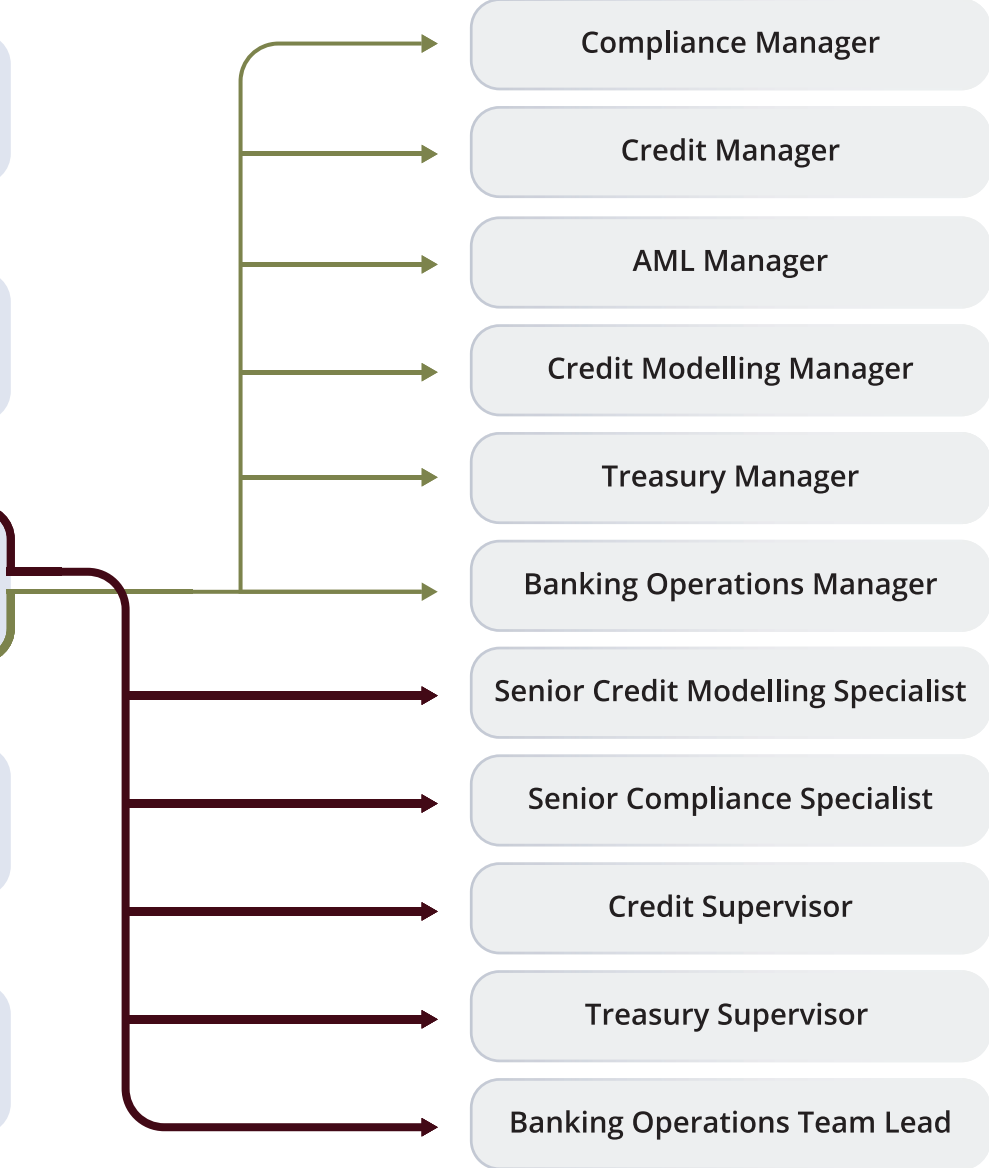 Compliance Manager
Credit Manager
AML Manager
Credit Modelling Manager
Treasury Manager
Banking Operations Manager
Senior Credit Modelling Specialist
Senior Compliance Specialist
Credit Supervisor
Treasury Supervisor
Banking Operations Team Lead